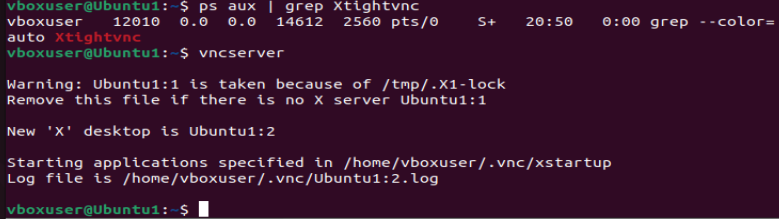 vboxuser@Ubuntu1:~$ ps aux | grep Xtightvnc
vboxuser   12010  0.0  0.0  14612  2560 pts/0    S+   20:50   0:00 grep --color=
auto Xtightvnc
vboxuser@Ubuntu1:~$ vncserver
Warning: Ubuntu1:1 is taken because of /tmp/.X1-lock
Remove this file if there is no X server Ubuntu1:1
New 'X' desktop is Ubuntu1:2
Starting applications specified in /home/vboxuser/.vnc/xstartup
Log file is /home/vboxuser/.vnc/Ubuntu1:2.log
vboxuser@Ubuntu1:~$